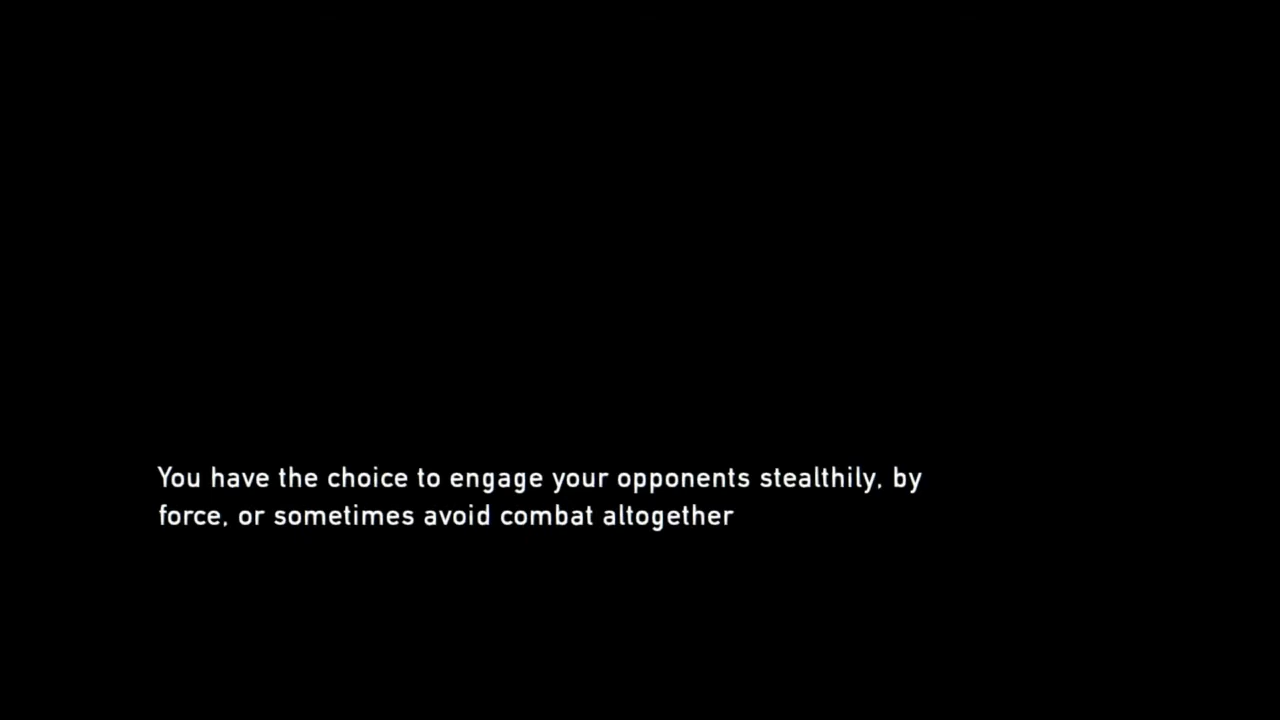 You have the choice to engage your opponents stealthily, by
force, or sometimes avoid combat altogether